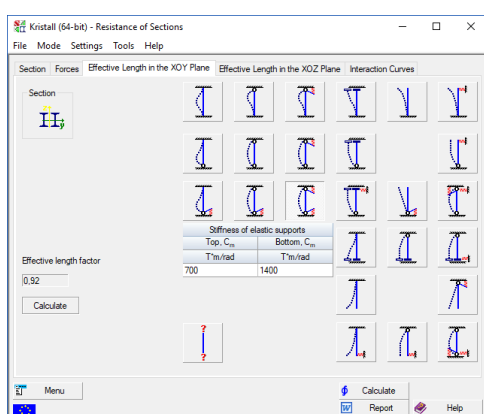 Kristall (64-bit) - Resistance of Sections
File Mode Settings Tools Help
Section Forces Effective Length in the XOY Plane Effective Length in the XOZ Plane Interaction Curves
Section
y
Stiffness of elastic supports
Top, Cm Bottom, Cm
T*m/rad T*m/rad
700 1400
Effective length factor
0,92
Calculate
?
?
Menu
Calculate
Report
Help